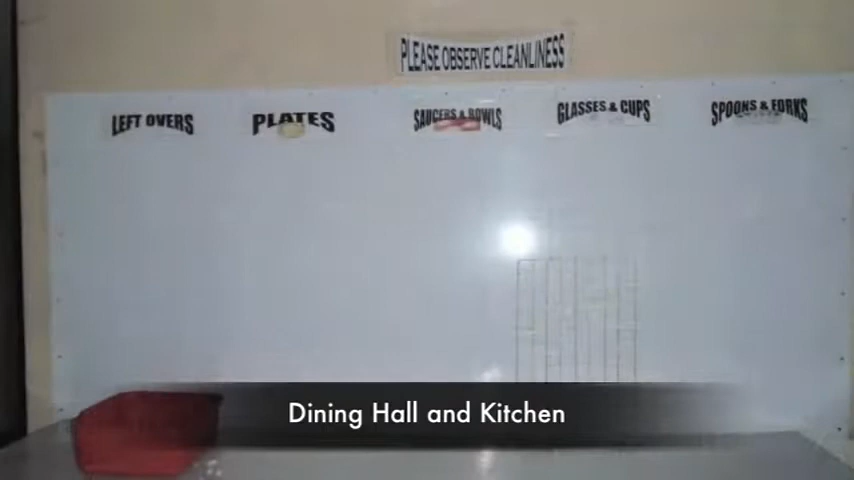 PLEASE OBSERVE CLEANLINESS
LEFT OVERS
PLATES
SAUCERS & BOWLS
GLASSES & CUPS
SPOONS & FORKS
Dining Hall and Kitchen